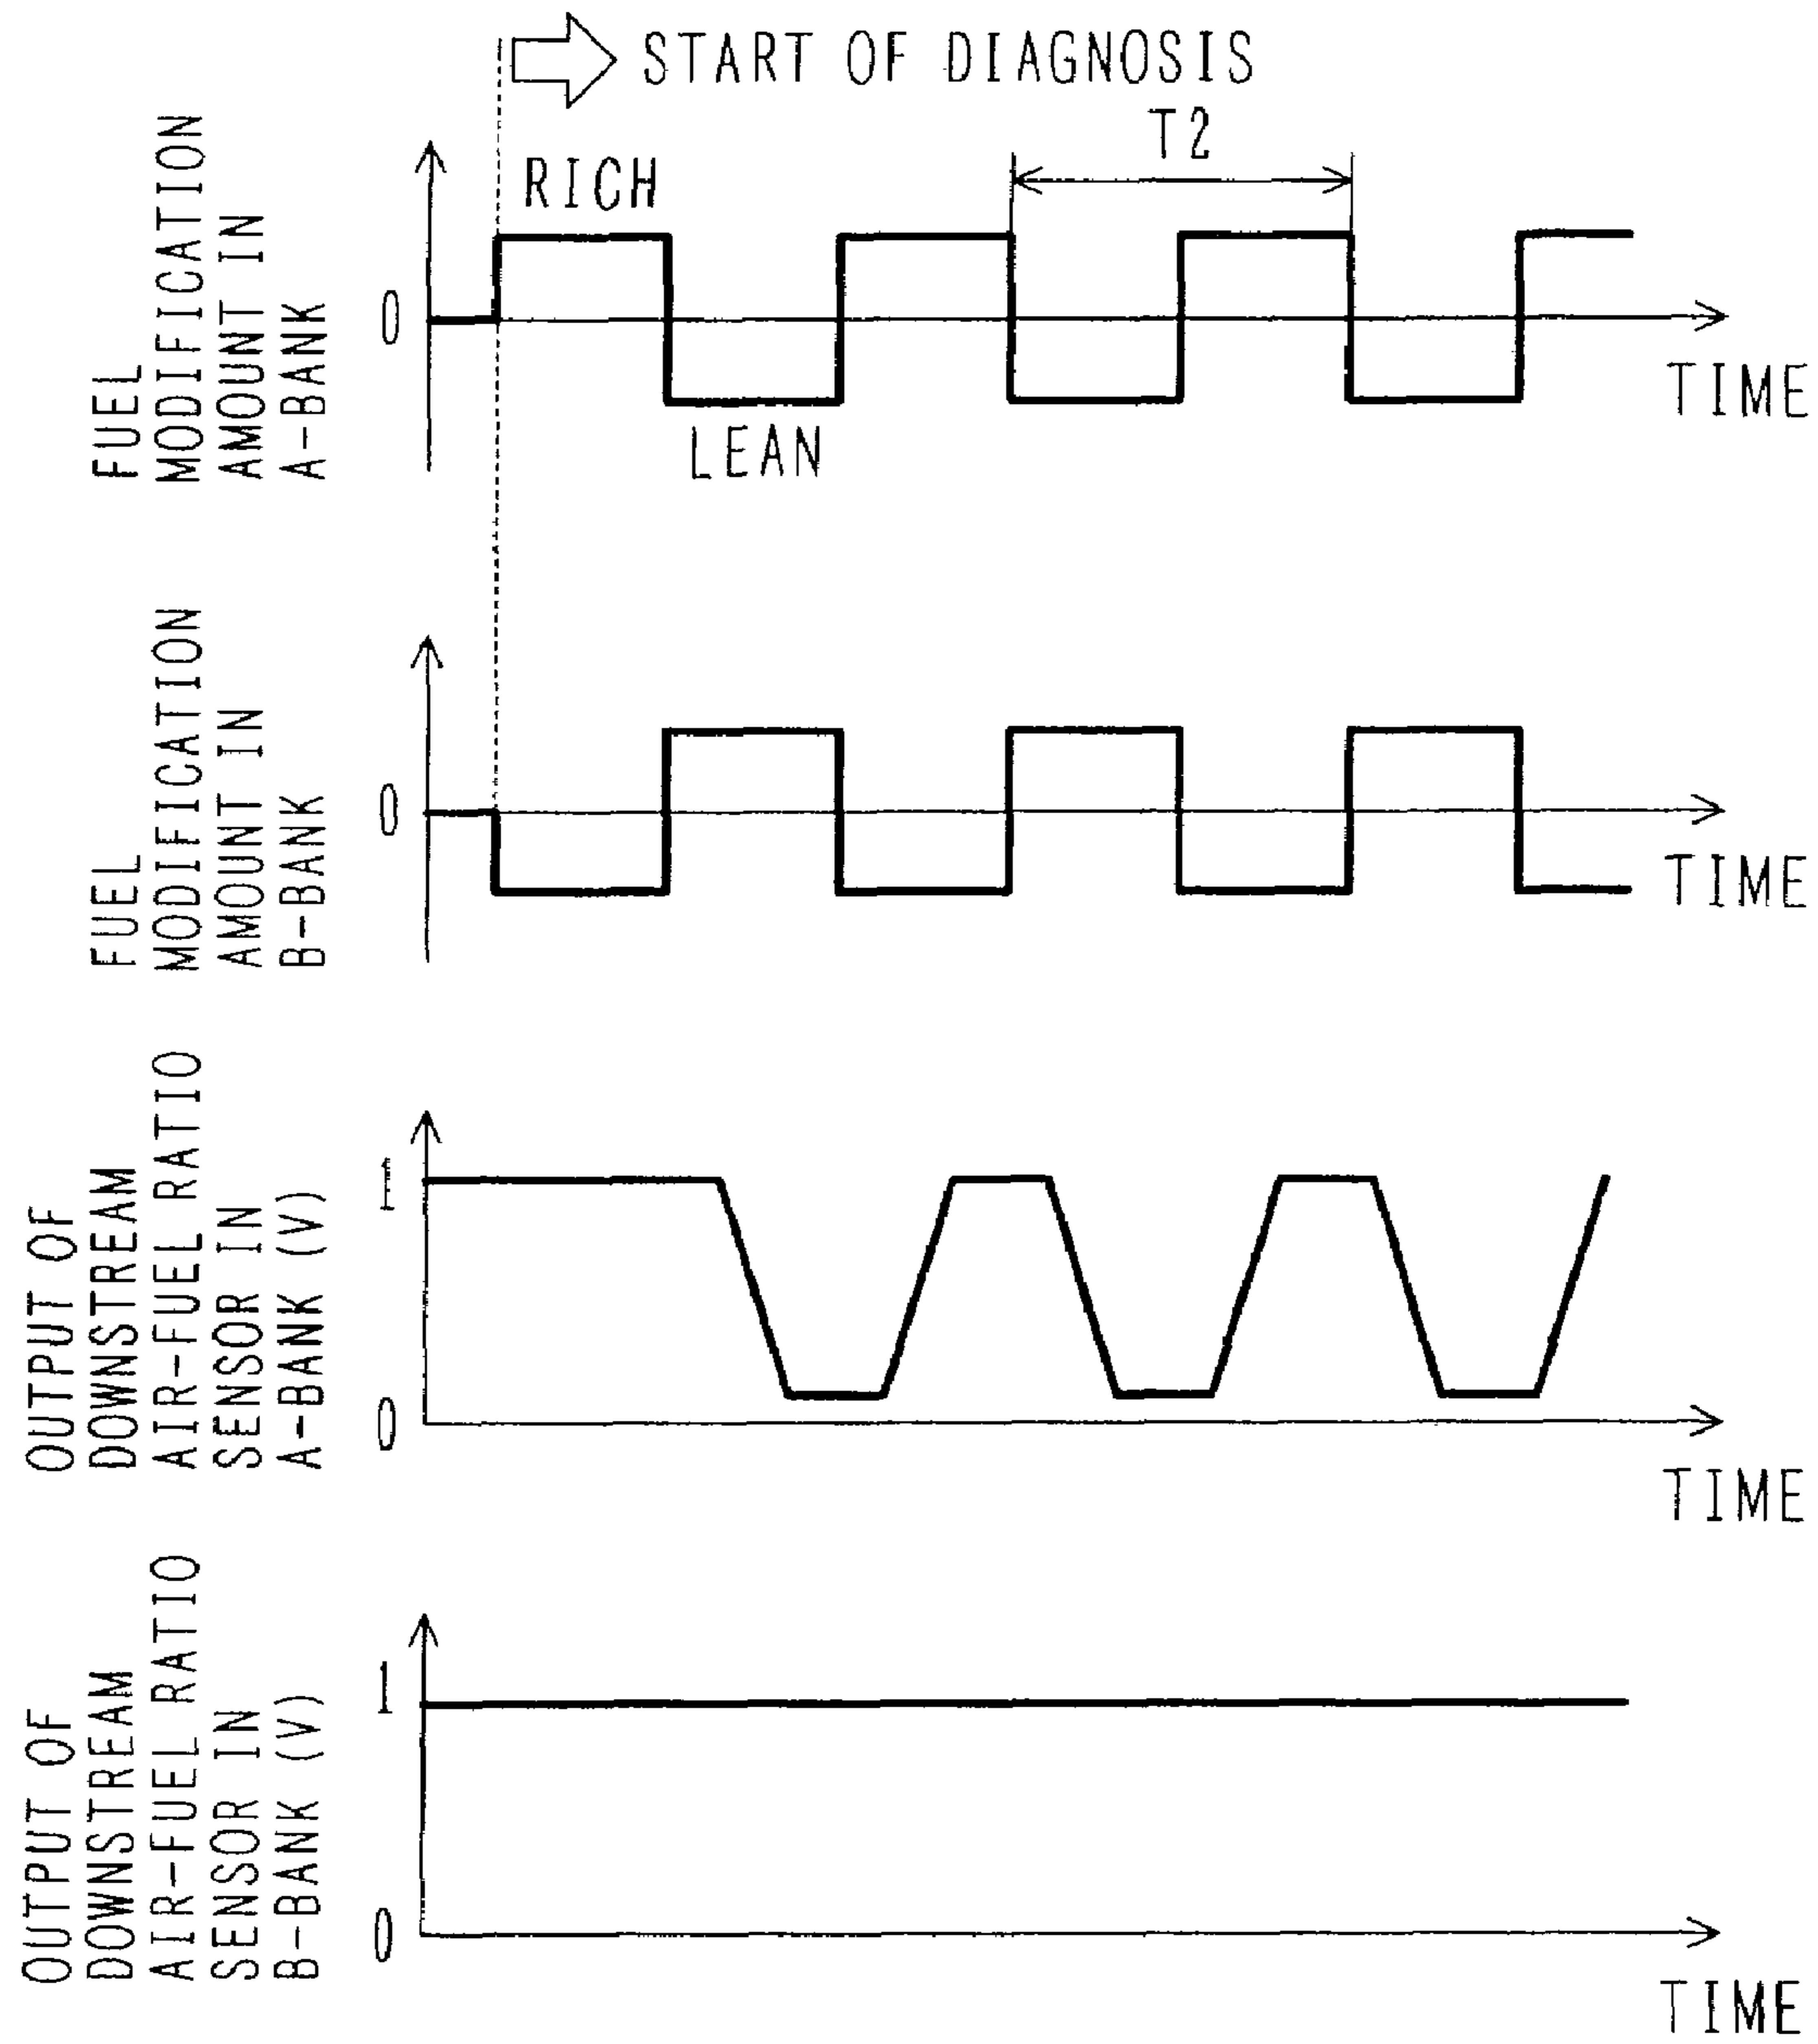 START OF DIAGNOSIS
T2
RICH
FUEL
MODIFICATION
AMOUNT IN
A-BANK
0
TIME
LEAN
FUEL
MODIFICATION
AMOUNT IN
B-BANK
0
TIME
OUTPUT OF
DOWNSTREAM
AIR-FUEL RATIO
SENSOR IN
A-BANK (V)
1
0
TIME
OUTPUT OF
DOWNSTREAM
AIR-FUEL RATIO
SENSOR IN
B-BANK (V)
1
0
TIME